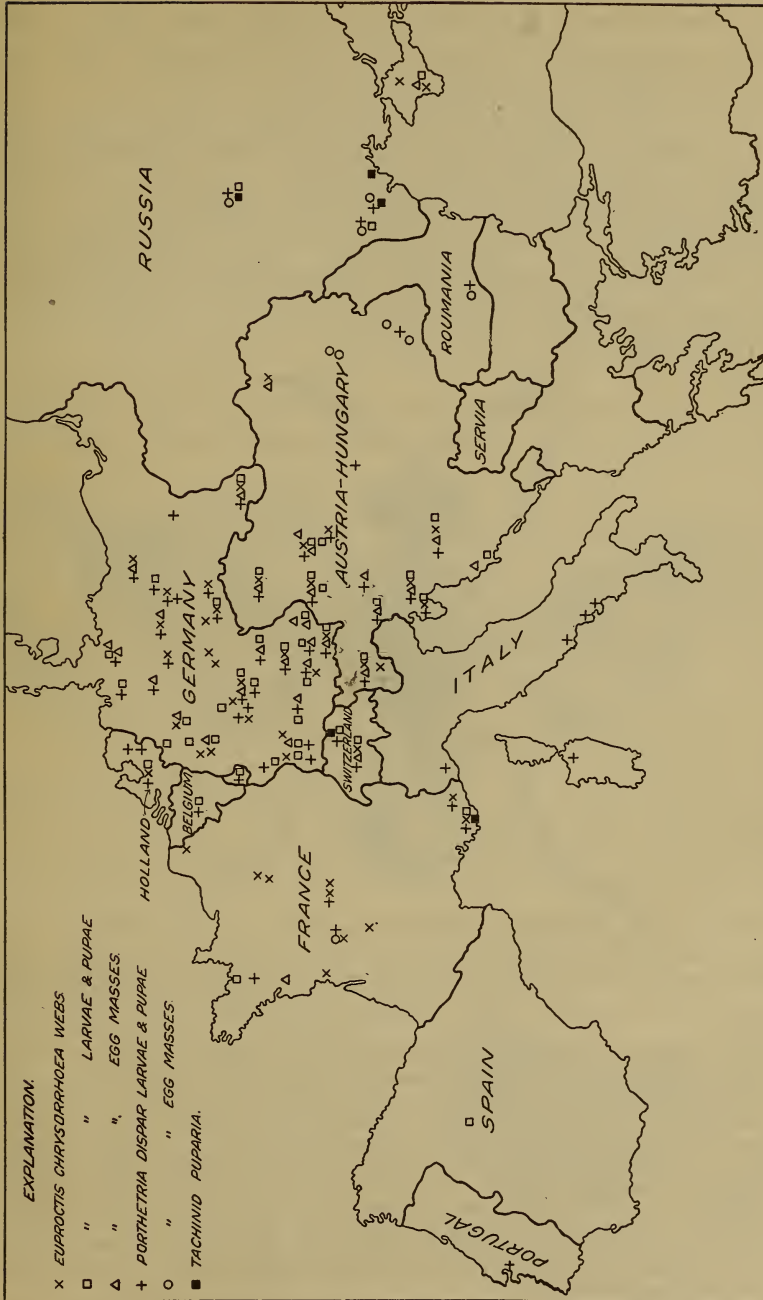 EXPLANATION.
× EUPROCTIS CHRYSORRHOEA WEBS.
□ " " LARVAE & PUPAE
△ " " EGG MASSES.
+ PORTHETRIA DISPAR LARVAE & PUPAE
○ " " EGG MASSES.
■ TACHINID PUPARIA.
HOLLAND
BELGIUM
GERMANY
RUSSIA
FRANCE
SWITZERLAND
AUSTRIA-HUNGARY
ROUMANIA
SERVIA
ITALY
SPAIN
PORTUGAL